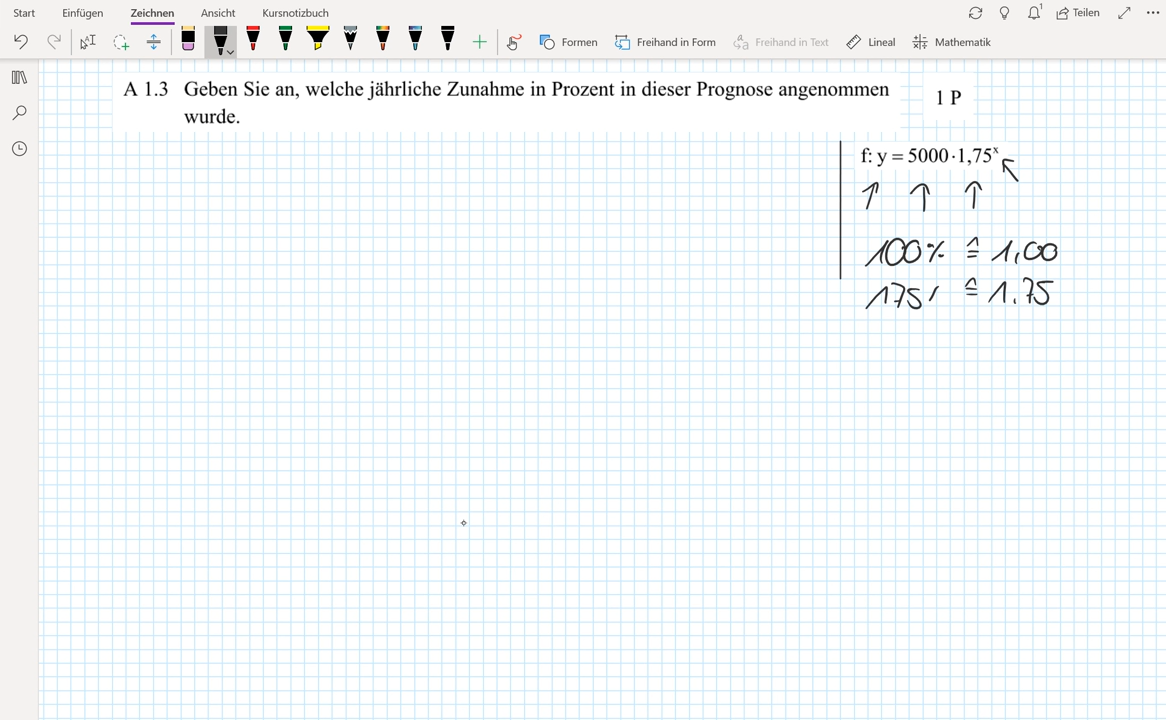 Start Einfügen Zeichnen Ansicht Kursnotizbuch 1 Teilen
Formen Freihand in Form Freihand in Text Lineal Mathematik
A 1.3 Geben Sie an, welche jährliche Zunahme in Prozent in dieser Prognose angenommen 1 P
wurde.
f: y = 5000·1,75ˣ
↑ ↑ ↑
100% ≙ 1,00
175% ≙ 1.75